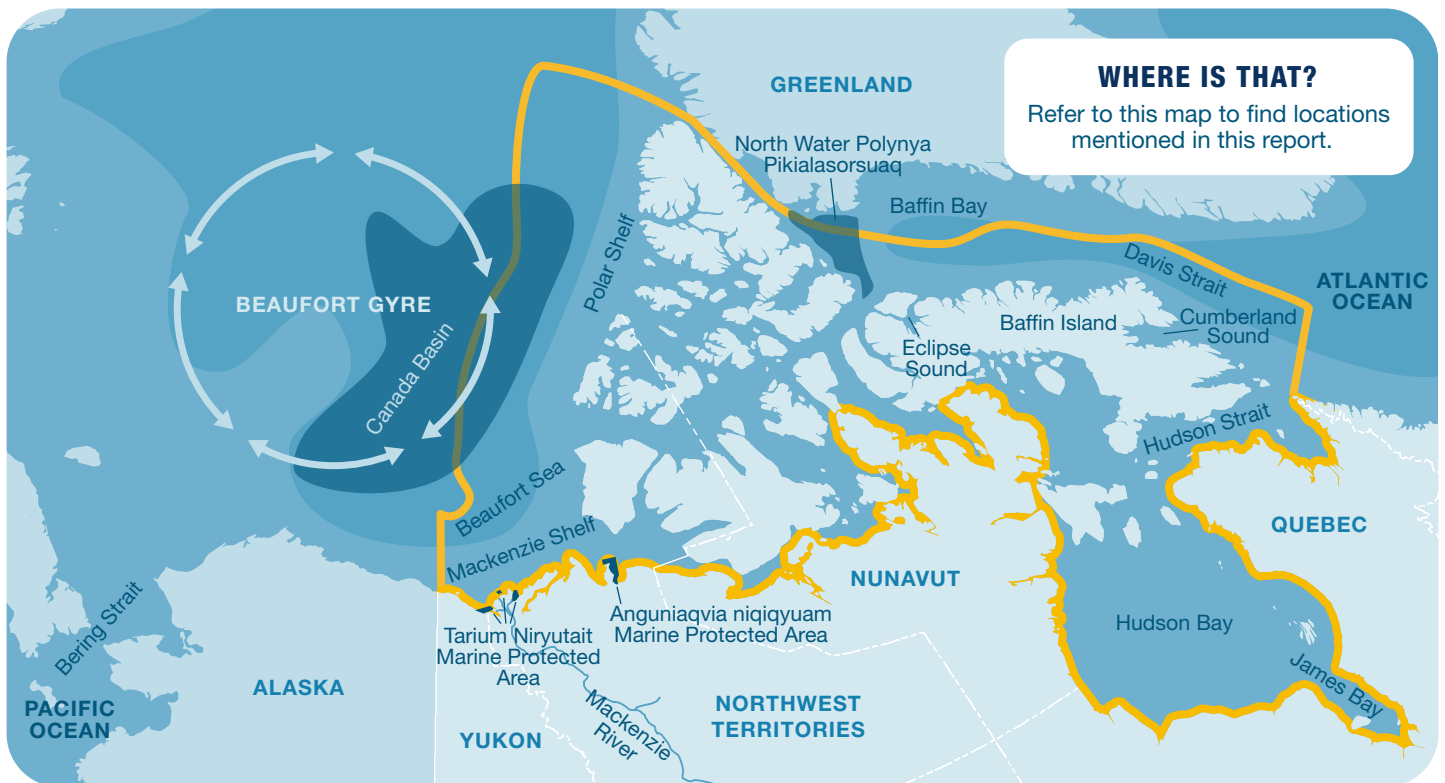 WHERE IS THAT?
Refer to this map to find locations
mentioned in this report.
GREENLAND
North Water Polynya
Pikialasorsuaq
Baffin Bay
Polar Shelf
Davis Strait
ATLANTIC
OCEAN
BEAUFORT GYRE
Canada Basin
Baffin Island
Cumberland
Sound
Eclipse
Sound
Hudson Strait
Beaufort Sea
Mackenzie Shelf
QUEBEC
NUNAVUT
Anguniaqvia niqiqyuam
Marine Protected Area
Tarium Niryutait
Marine Protected
Area
Hudson Bay
James Bay
Bering Strait
ALASKA
PACIFIC
OCEAN
YUKON
Mackenzie
River
NORTHWEST
TERRITORIES